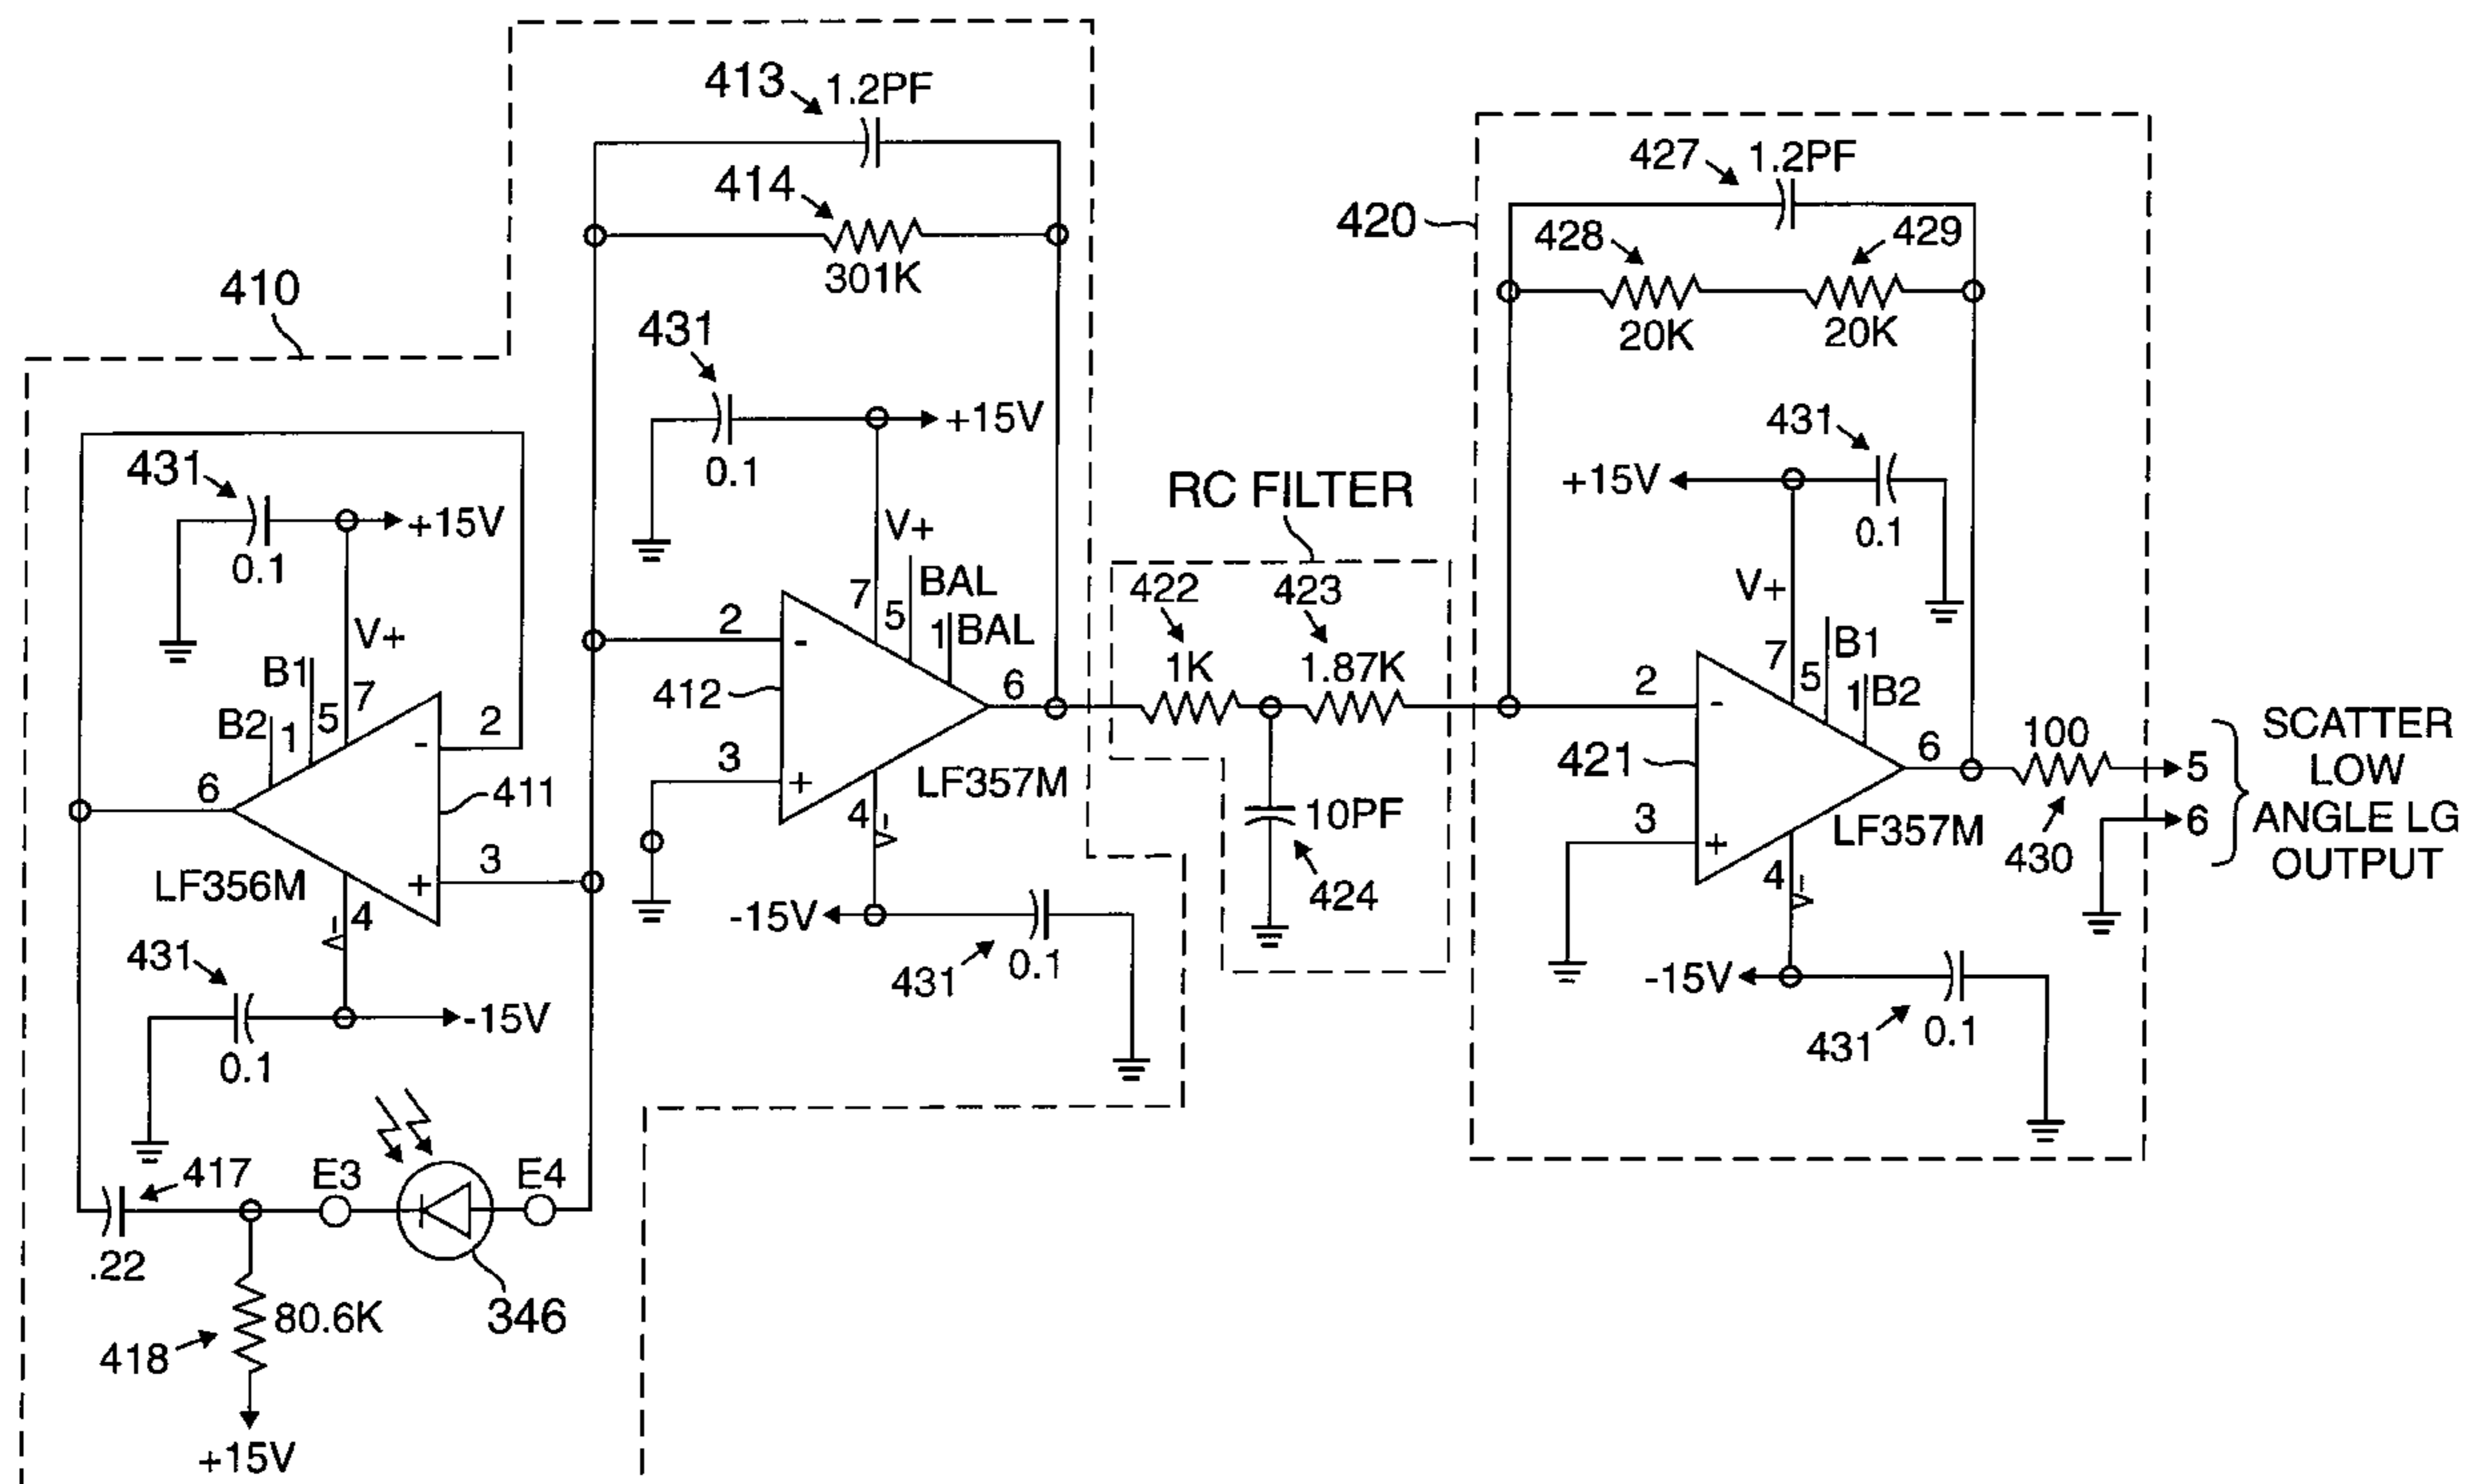 413
1.2PF
414
301K
410
431
0.1
+15V
V+
7
5
BAL
1
BAL
2
-
412
6
3
+
LF357M
4
V-
-15V
431
0.1
431
0.1
+15V
V+
B1
B2
1
5
7
2
-
6
411
3
+
LF356M
4
V-
431
0.1
-15V
417
.22
E3
E4
346
80.6K
418
+15V
RC FILTER
422
1K
423
1.87K
10PF
424
420
427
1.2PF
428
20K
429
20K
431
+15V
0.1
V+
7
5
B1
1
B2
2
-
421
3
+
6
LF357M
4
V-
-15V
431
0.1
100
430
5
6
SCATTER
LOW
ANGLE LG
OUTPUT